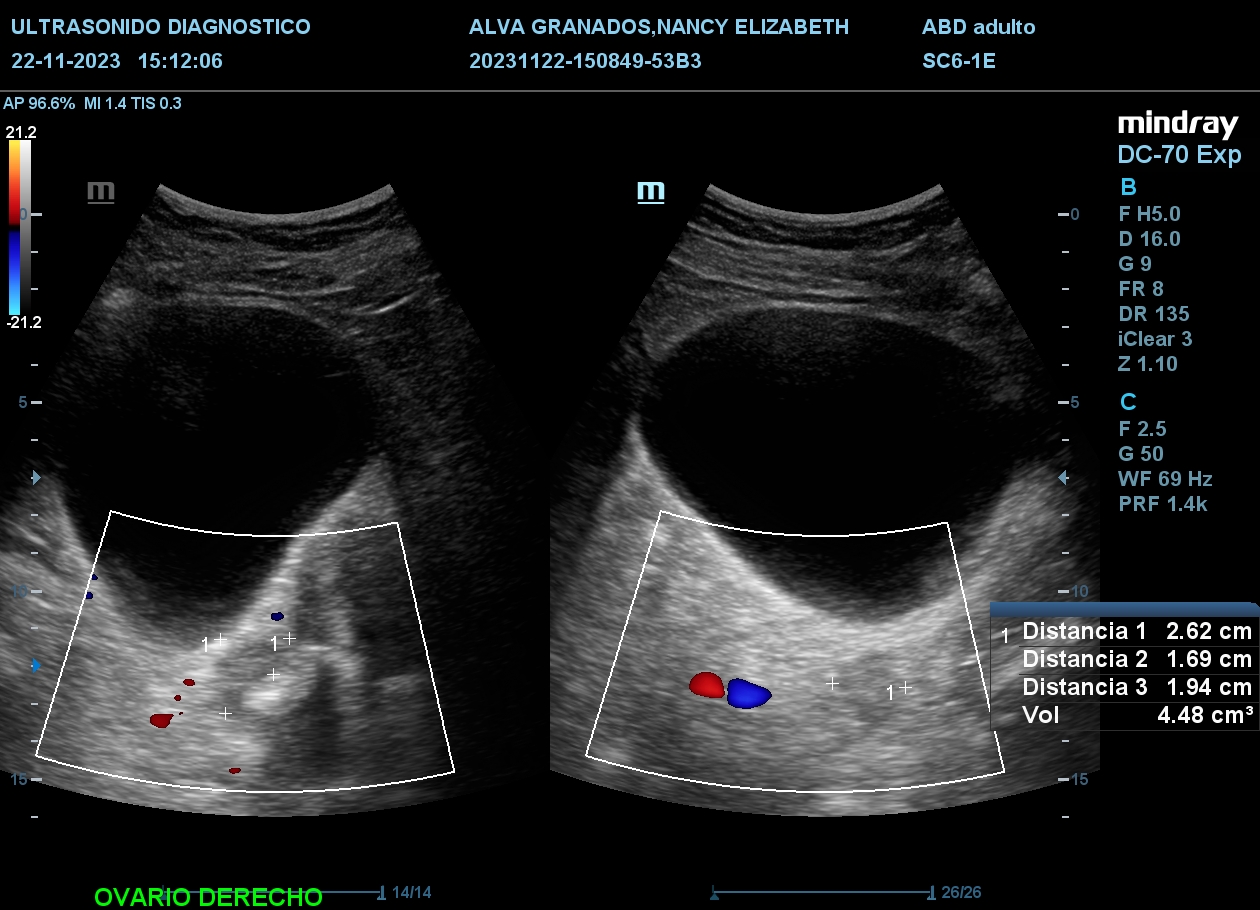 ULTRASONIDO DIAGNOSTICO
ALVA GRANADOS,NANCY ELIZABETH
ABD adulto
22-11-2023 15:12:06
20231122-150849-53B3
SC6-1E
AP 96.6% MI 1.4 TIS 0.3
21.2
-21.2
m
m
mindray
DC-70 Exp
B
F H5.0
D 16.0
G 9
FR 8
DR 135
iClear 3
Z 1.10
C
F 2.5
G 50
WF 69 Hz
PRF 1.4k
0
5
10
15
0
5
10
15
1
1
1
1 Distancia 1 2.62 cm
Distancia 2 1.69 cm
Distancia 3 1.94 cm
Vol 4.48 cm³
OVARIO DERECHO
14/14
26/26